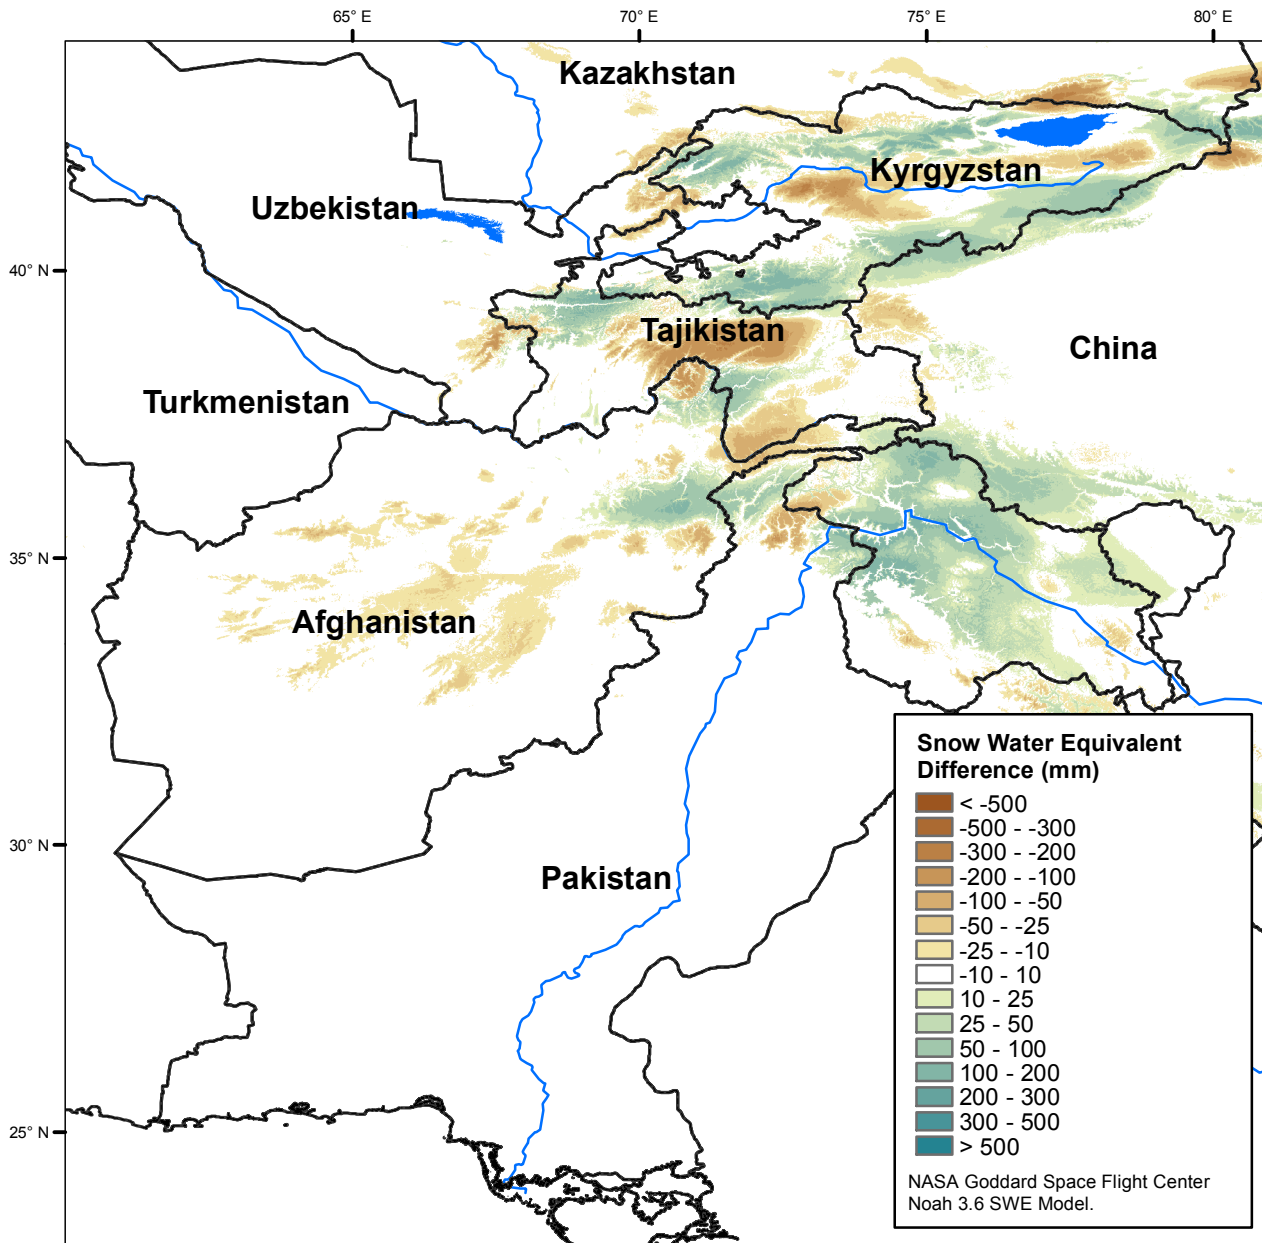 65° E
70° E
75° E
80° E
Kazakhstan
Kyrgyzstan
Uzbekistan
40° N
Tajikistan
China
Turkmenistan
35° N
Afghanistan
30° N
Pakistan
25° N
Snow Water Equivalent
Difference (mm)
< -500
-500 - -300
-300 - -200
-200 - -100
-100 - -50
-50 - -25
-25 - -10
-10 - 10
10 - 25
25 - 50
50 - 100
100 - 200
200 - 300
300 - 500
> 500
NASA Goddard Space Flight Center
Noah 3.6 SWE Model.